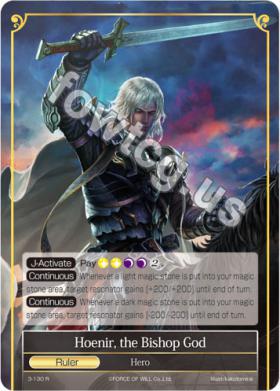 fowtcg.us
J-Activate Pay 2
Continuous Whenever a light magic stone is put into your magic
stone area, target resonator gains [+200/+200] until end of turn.
Continuous Whenever a dark magic stone is put into your magic
stone area, target resonator gains [-200/-200] until end of turn.
Hoenir, the Bishop God
Ruler
Hero
3-130 R
©FORCE OF WILL Co.,Ltd.